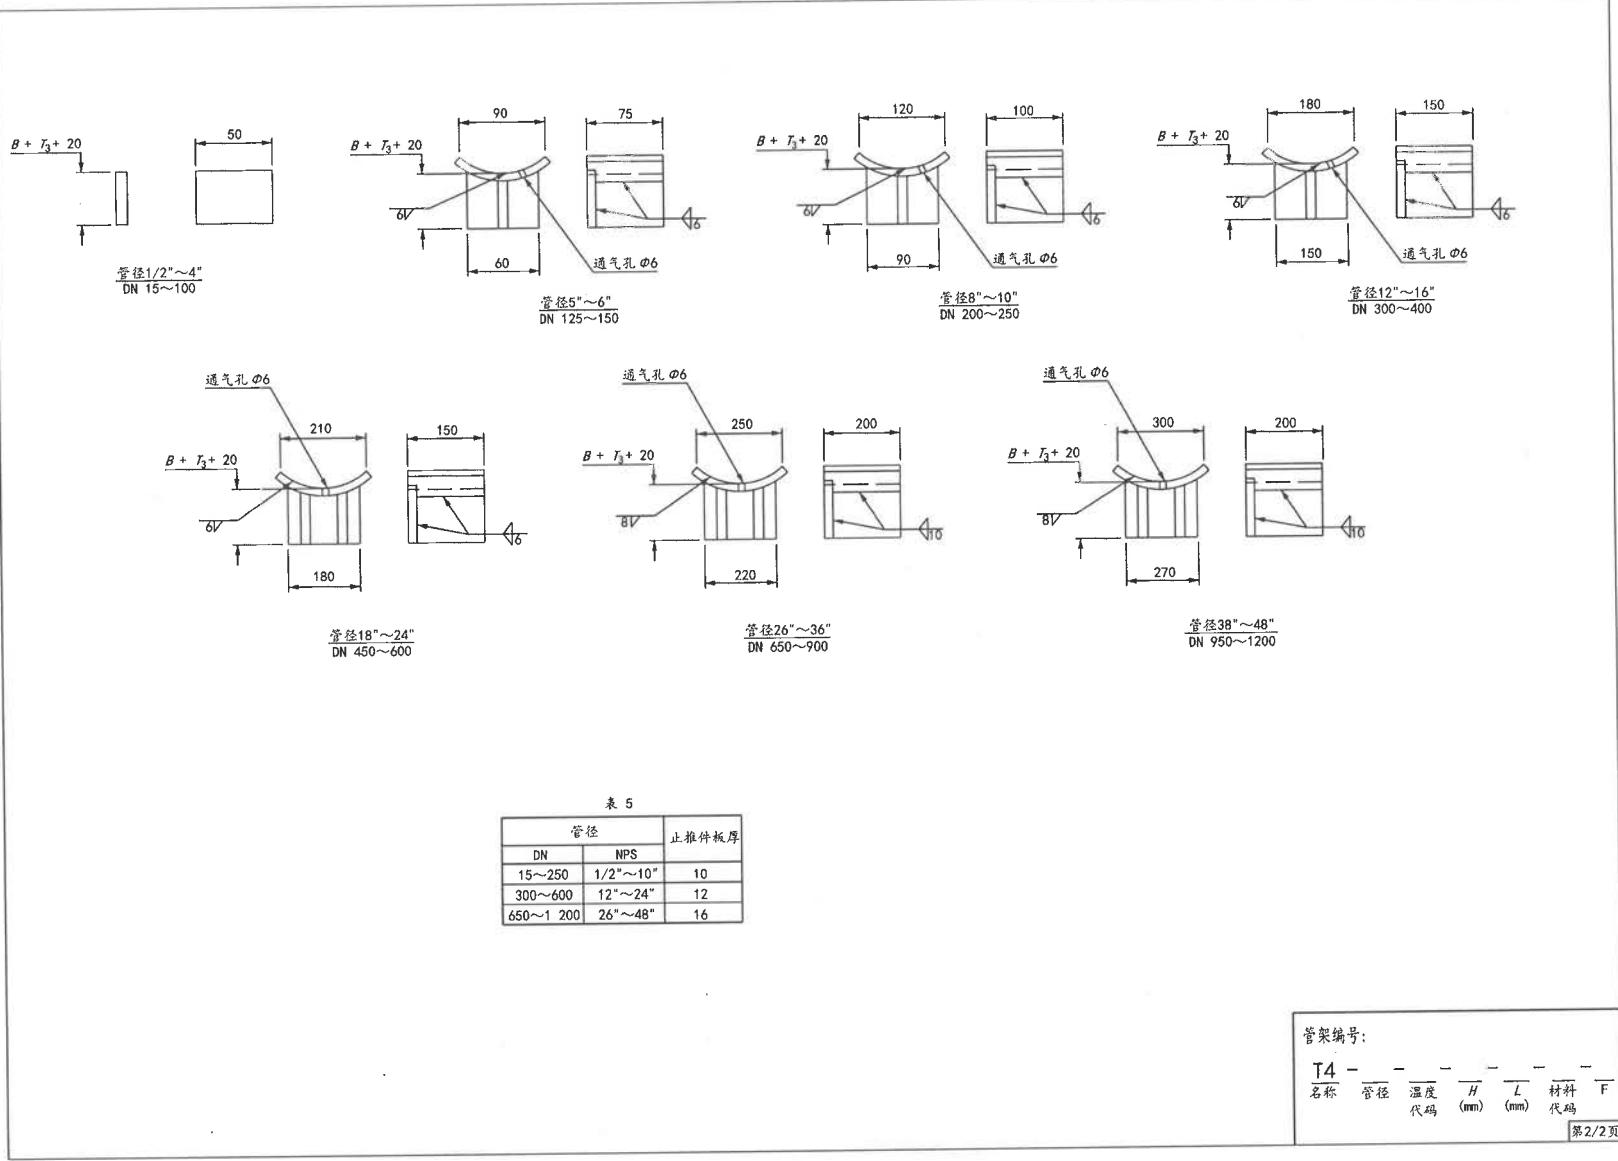 B + T₃+ 20
50
管径1/2"～4"
DN 15～100
90
75
B + T₃+ 20
6
6
60
通气孔 Φ6
管径5"～6"
DN 125～150
120
100
B + T₃+ 20
6
6
90
通气孔 Φ6
管径8"～10"
DN 200～250
180
150
B + T₃+ 20
6
6
150
通气孔 Φ6
管径12"～16"
DN 300～400
通气孔 Φ6
210
150
B + T₃+ 20
6
6
180
管径18"～24"
DN 450～600
通气孔 Φ6
250
200
B + T₃+ 20
8
10
220
管径26"～36"
DN 650～900
通气孔 Φ6
300
200
B + T₃+ 20
8
10
270
管径38"～48"
DN 950～1200
表 5
管径 止推件板厚
DN NPS
15～250 1/2"～10" 10
300～600 12"～24" 12
650～1 200 26"～48" 16
管架编号:
T4 - - - - - -
名称 管径 温度 H L 材料 F
代码 (mm) (mm) 代码
第2/2页